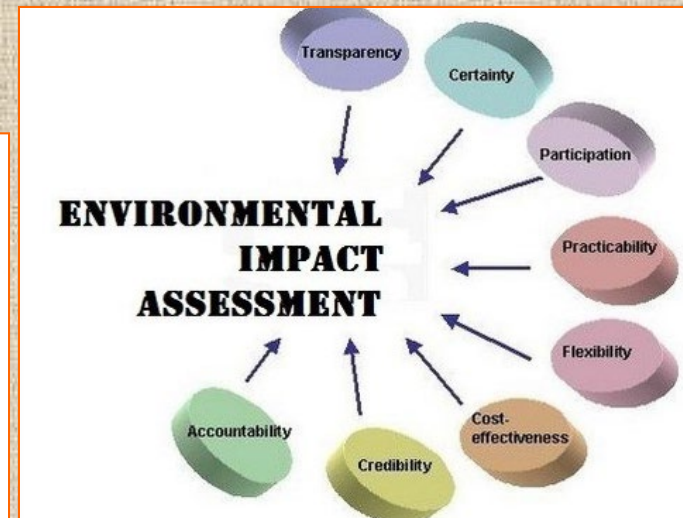 Transparency
Certainty
Participation
ENVIRONMENTAL
IMPACT
ASSESSMENT
Practicability
Flexibility
Cost-
effectiveness
Accountability
Credibility